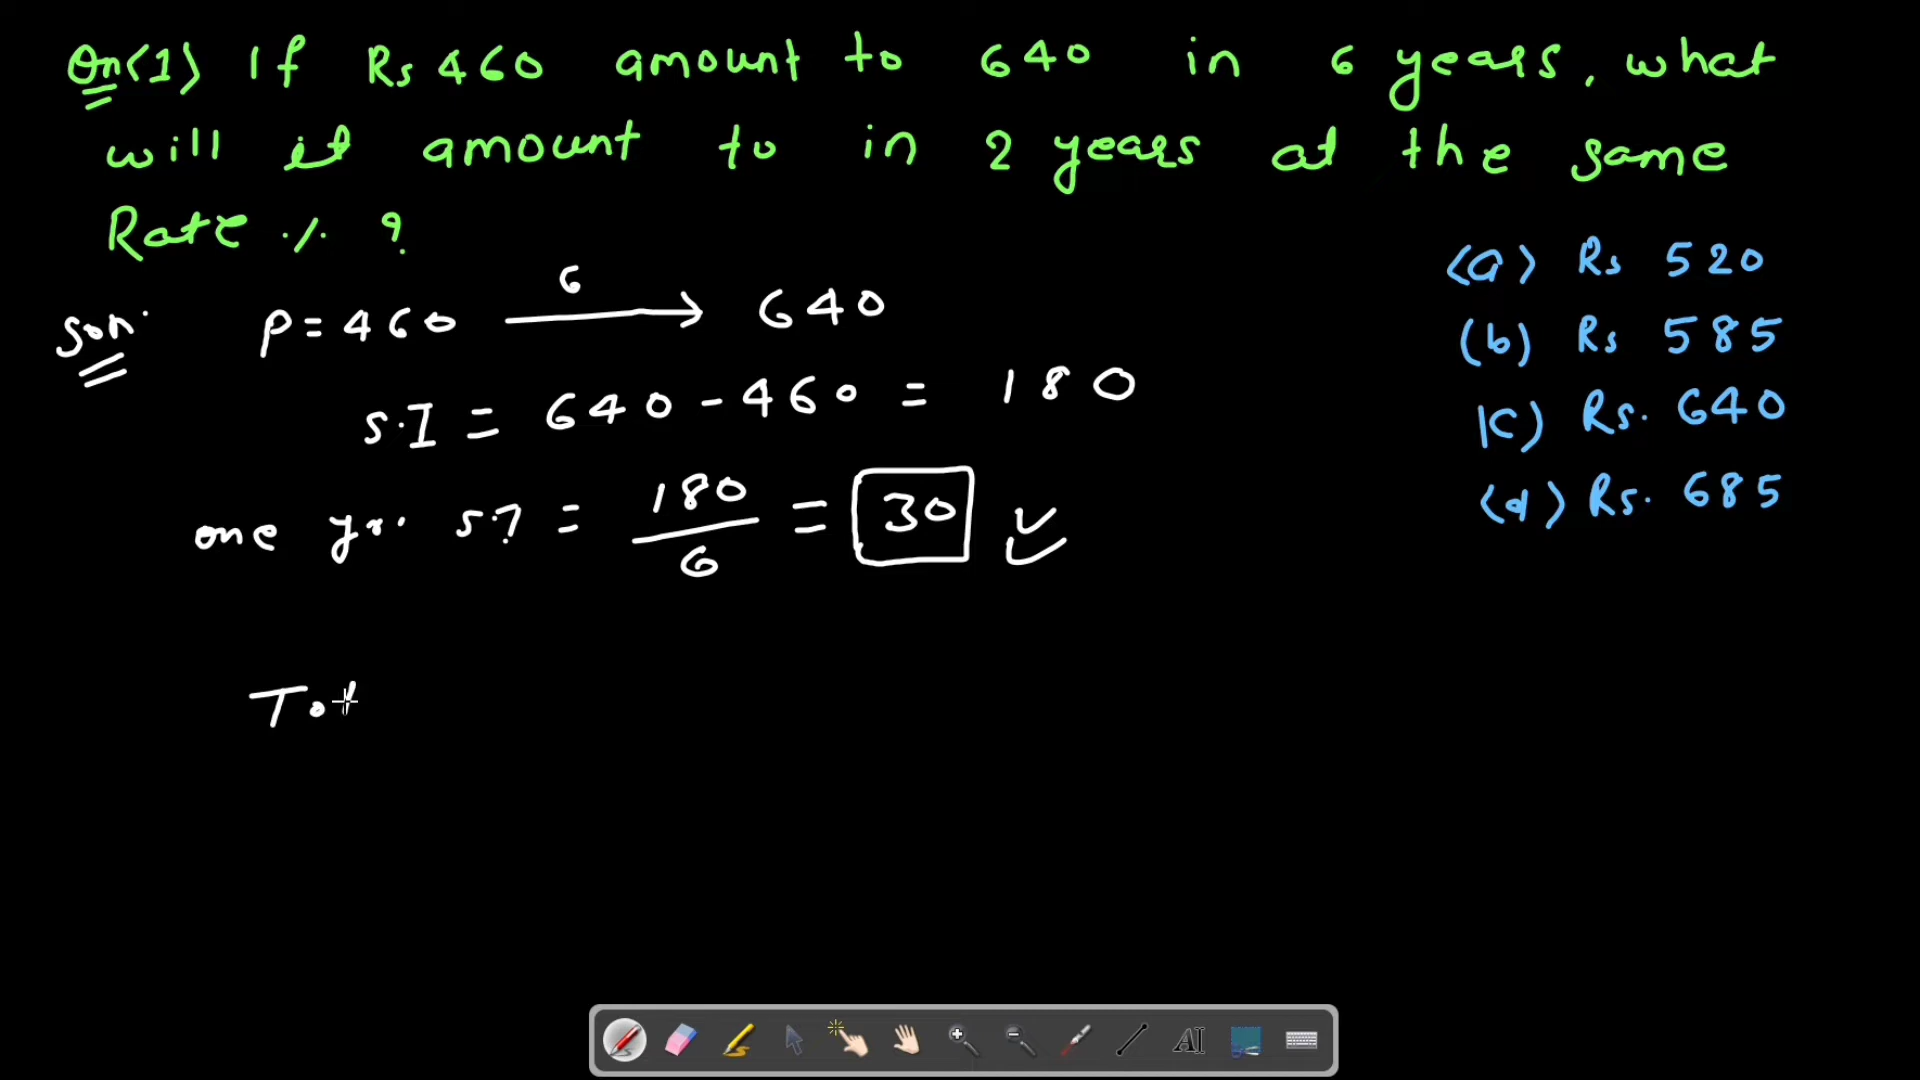 Qn(1) If Rs 460 amount to 640 in 6 years, what
will it amount to in 2 years at the same
Rate % ?
(a) Rs 520
(b) Rs 585
(c) Rs. 640
(d) Rs. 685
Son:
6
P = 460 → 640
S.I = 640 - 460 = 180
one yr. S.I = 180/6 = 30 ✓
Tot
AI